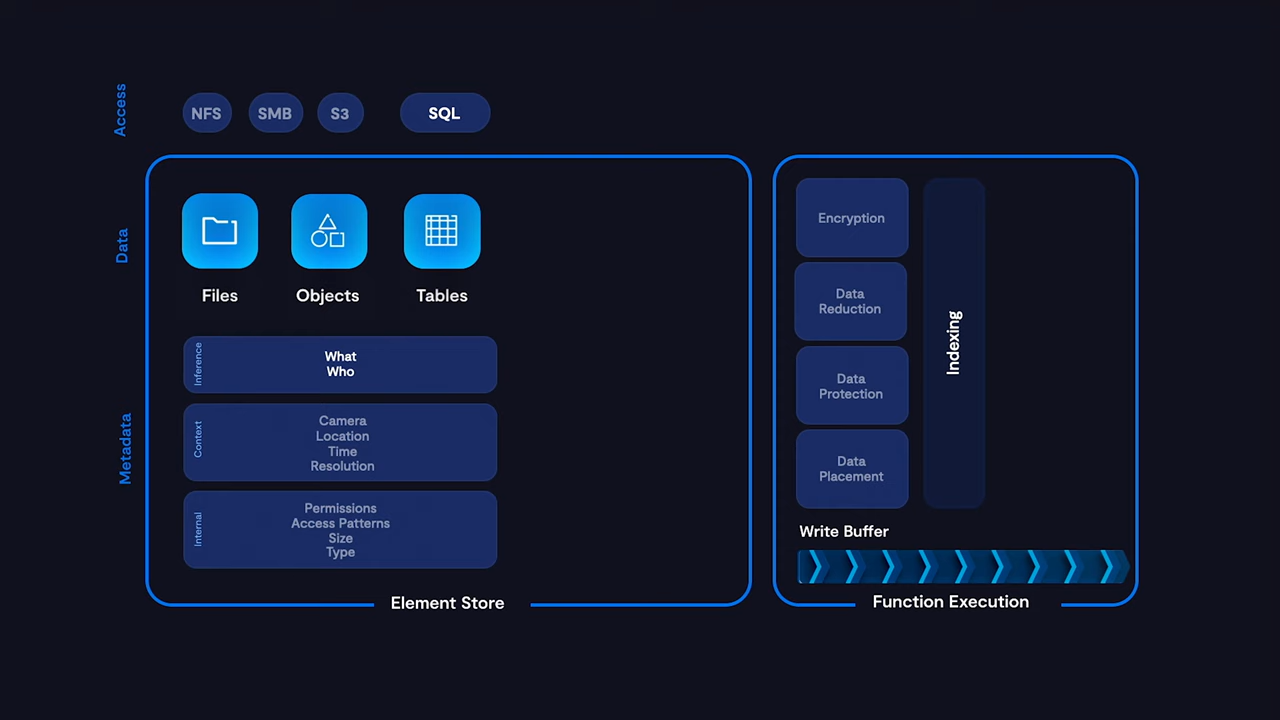 Access
NFS
SMB
S3
SQL
Data
Files
Objects
Tables
Metadata
Inference
What
Who
Context
Camera
Location
Time
Resolution
Internal
Permissions
Access Patterns
Size
Type
Element Store
Encryption
Data
Reduction
Data
Protection
Data
Placement
Indexing
Write Buffer
Function Execution